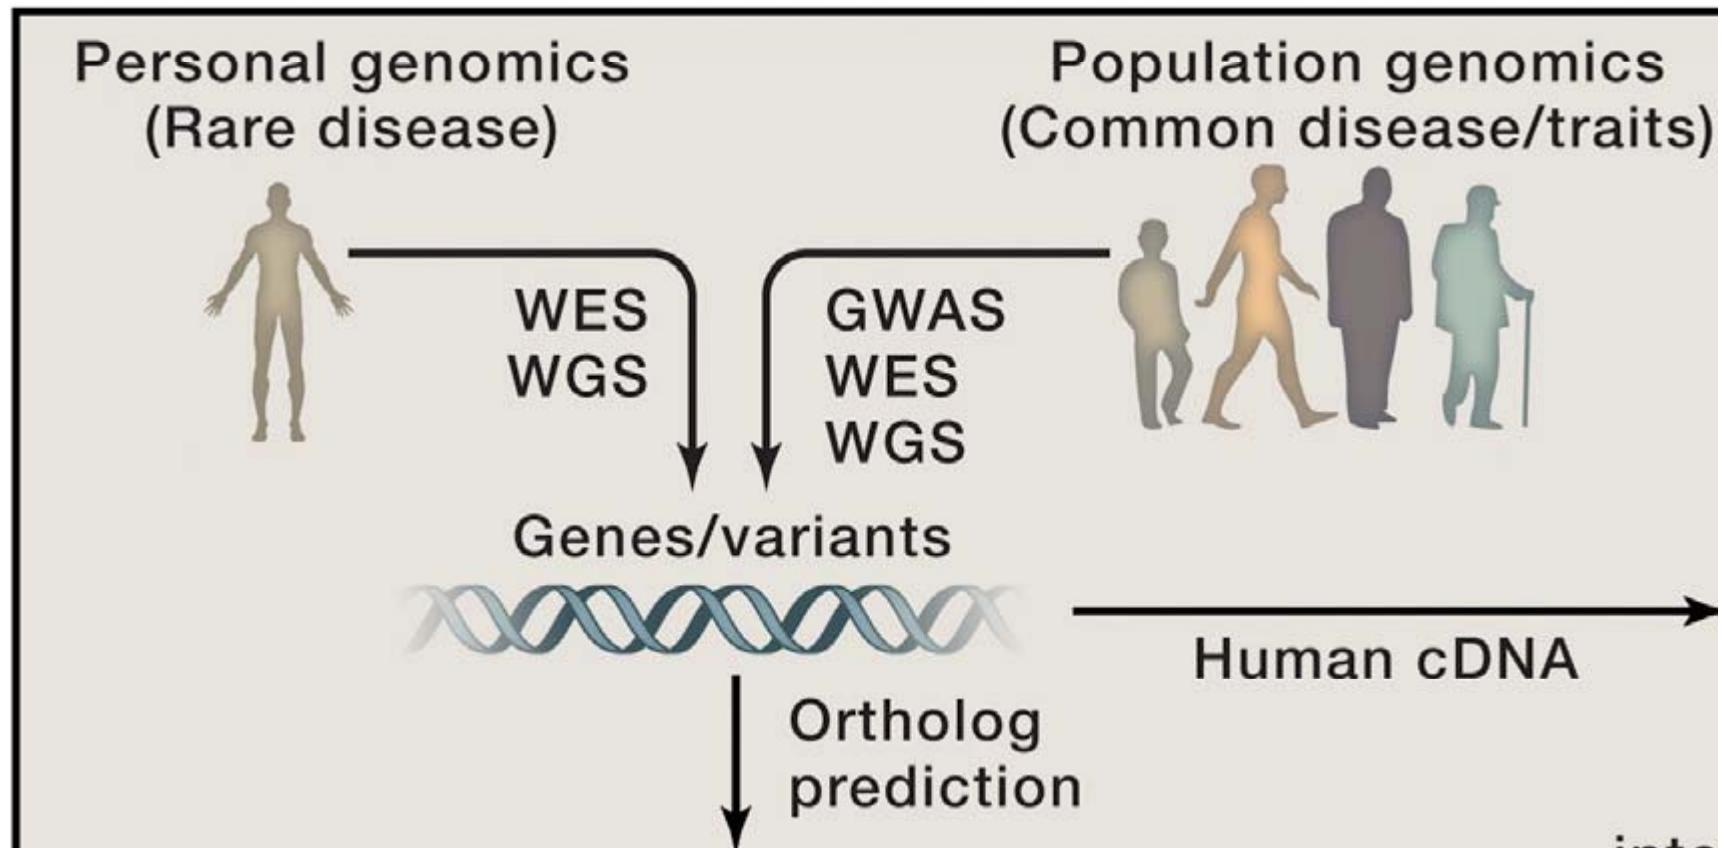 Personal genomics
(Rare disease)
Population genomics
(Common disease/traits)
WES
WGS
GWAS
WES
WGS
Genes/variants
Human cDNA
Ortholog
prediction